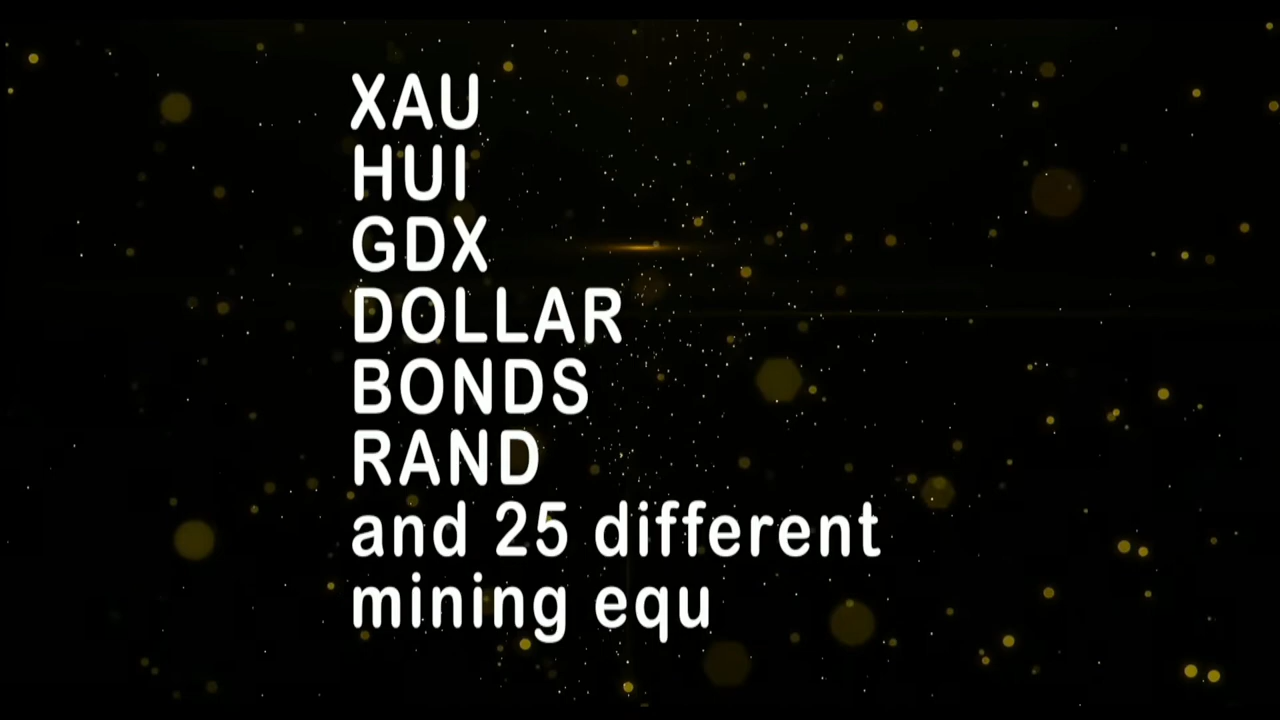 XAU
HUI
GDX
DOLLAR
BONDS
RAND
and 25 different
mining equ